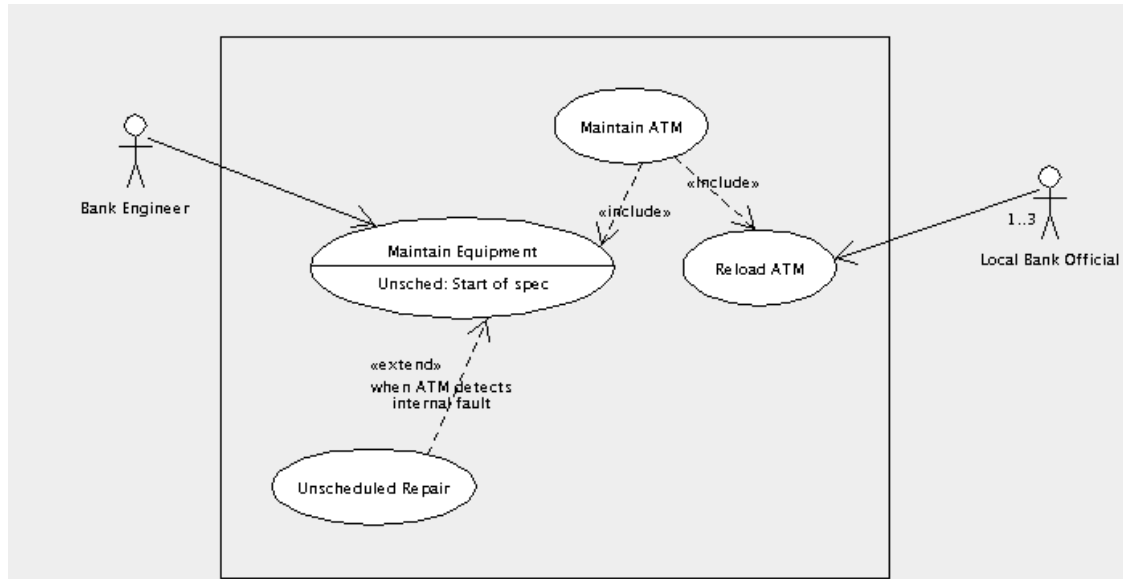 Maintain ATM
«include»
Bank Engineer
«include»
1..3
Maintain Equipment
Local Bank Official
Reload ATM
Unsched: Start of spec
«extend»
when ATM detects
internal fault
Unscheduled Repair